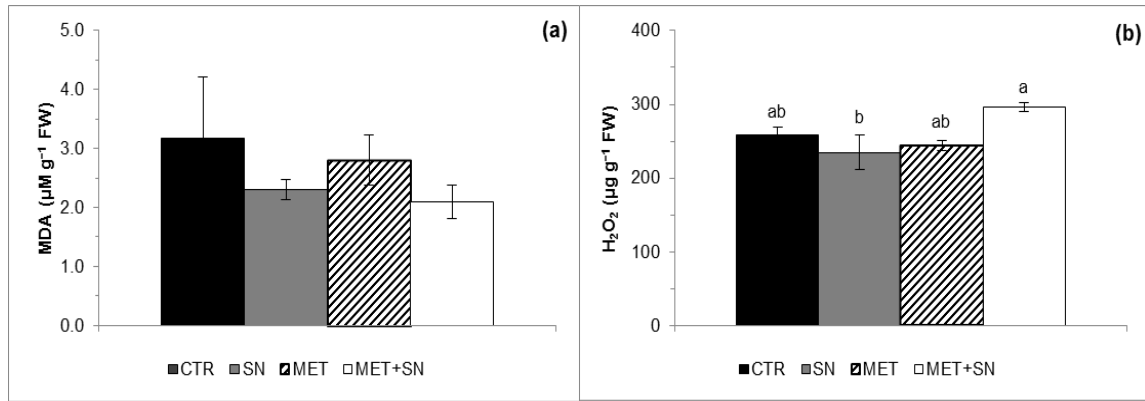 (a)
5.0
4.0
3.0
2.0
1.0
0.0
MDA (µM g⁻¹ FW)
CTR SN MET MET+SN
(b)
400
300
200
100
0
H₂O₂ (µg g⁻¹ FW)
ab b ab a
CTR SN MET MET+SN